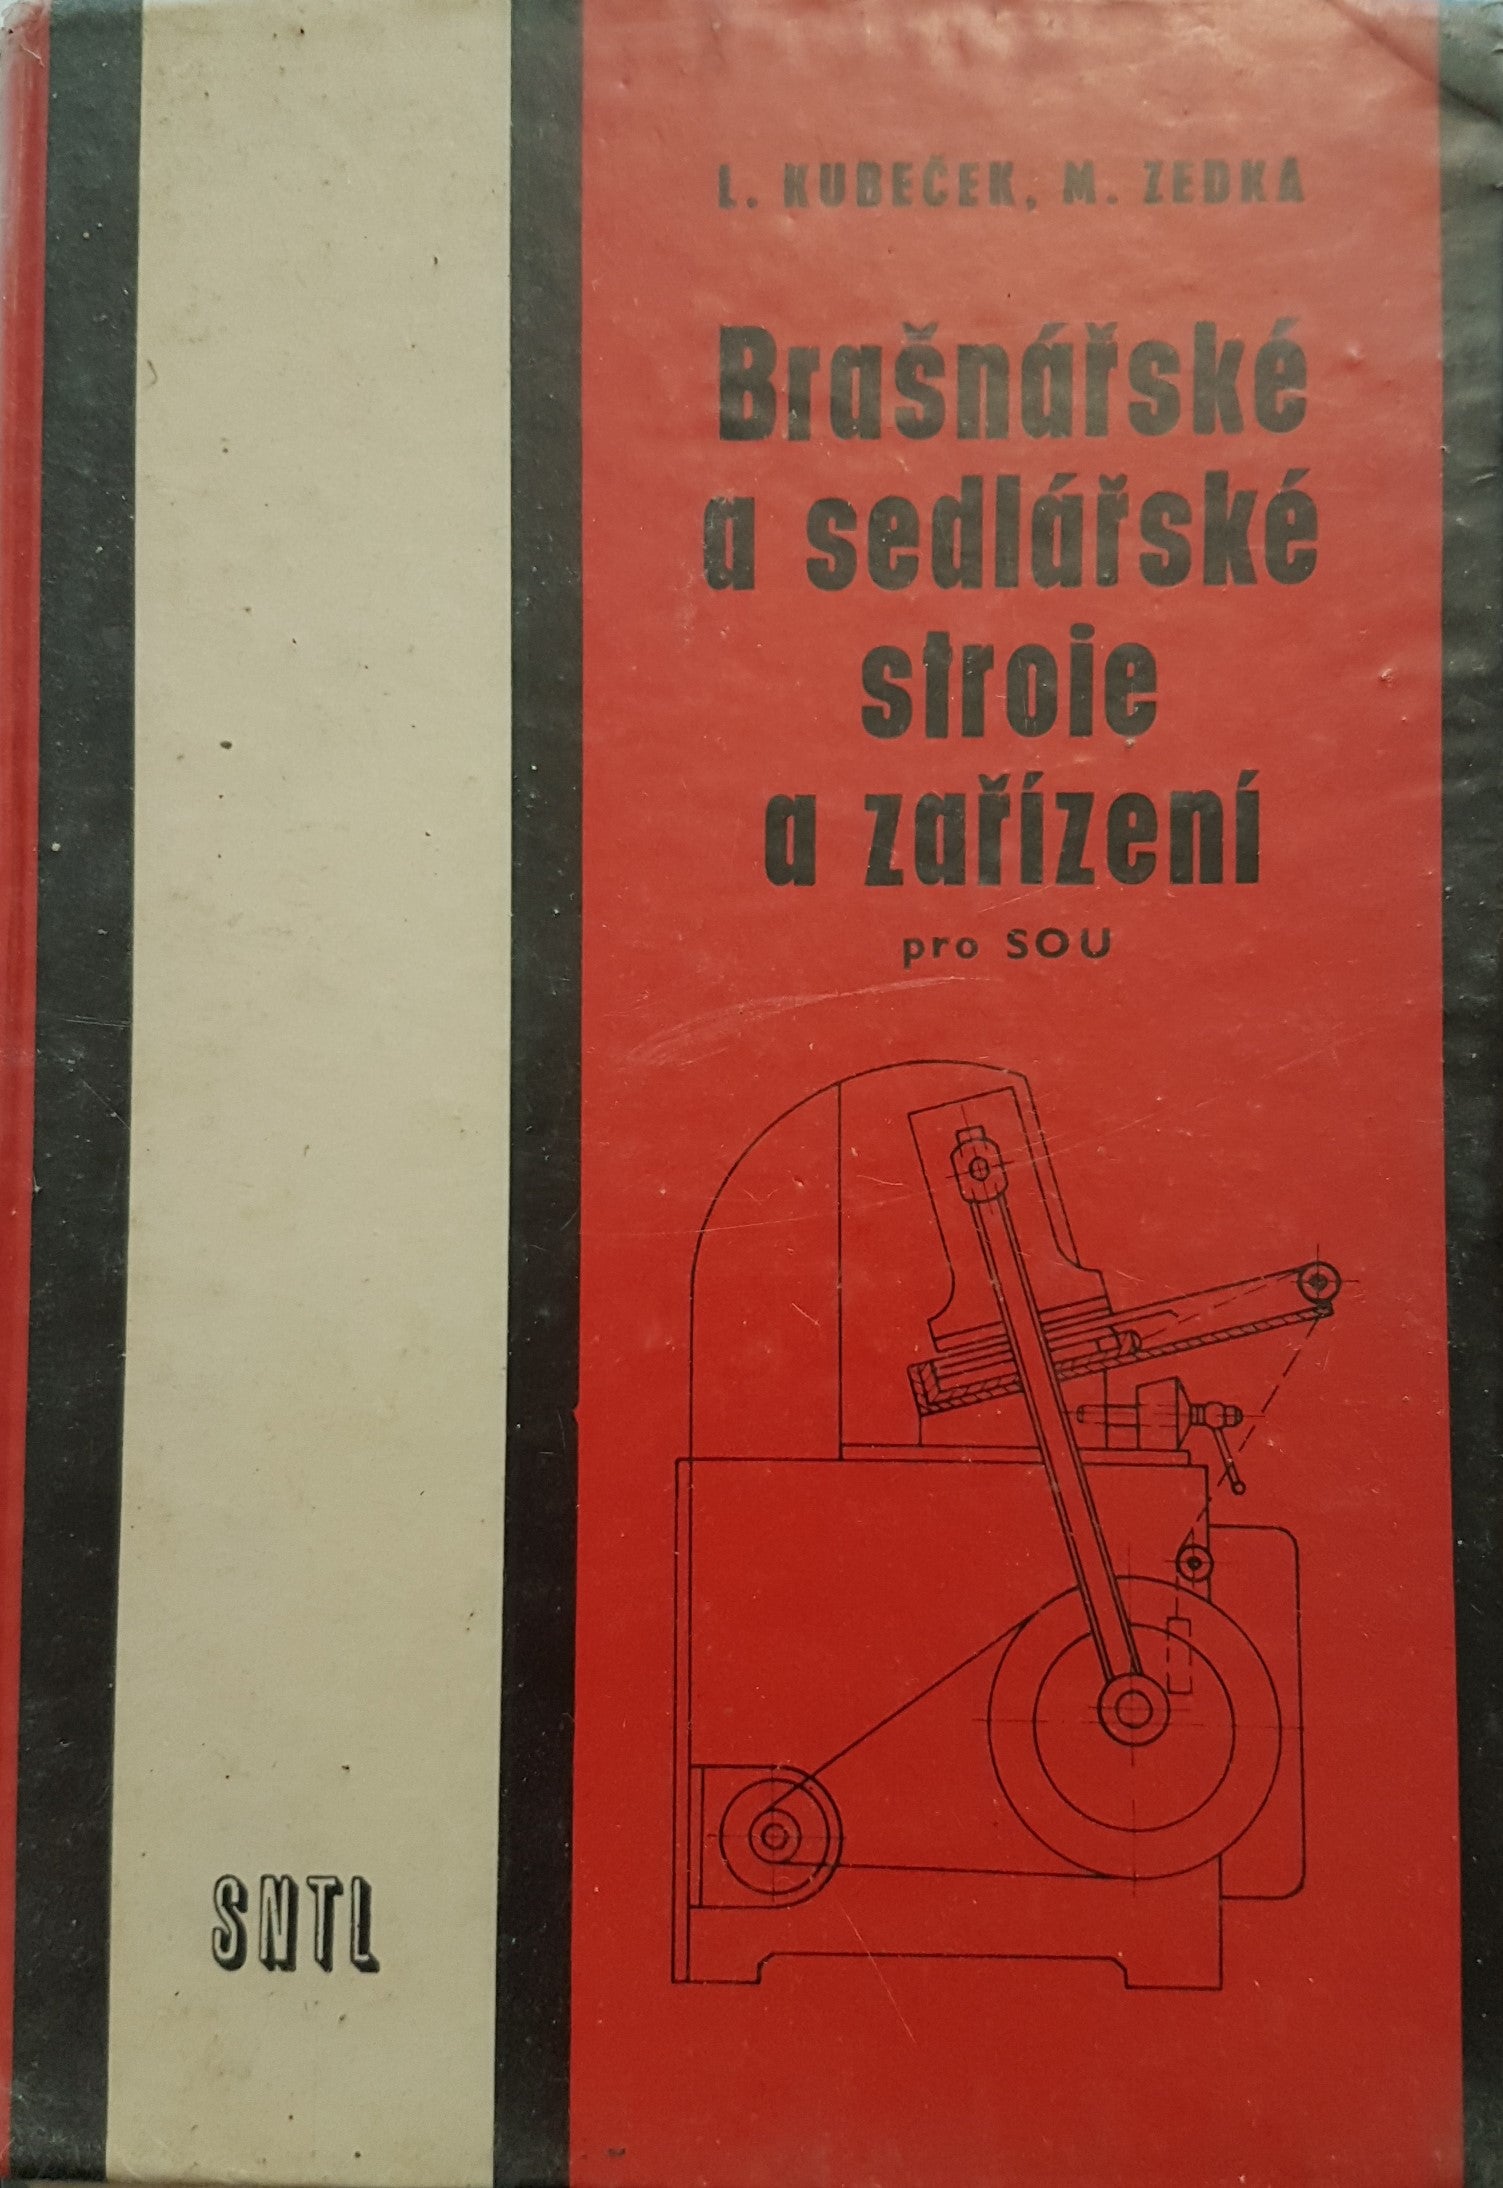 L. KUBEČEK, M. ZEDKA
Brašnářské
a sedlářské
stroje
a zařízení
pro SOU
SNTL